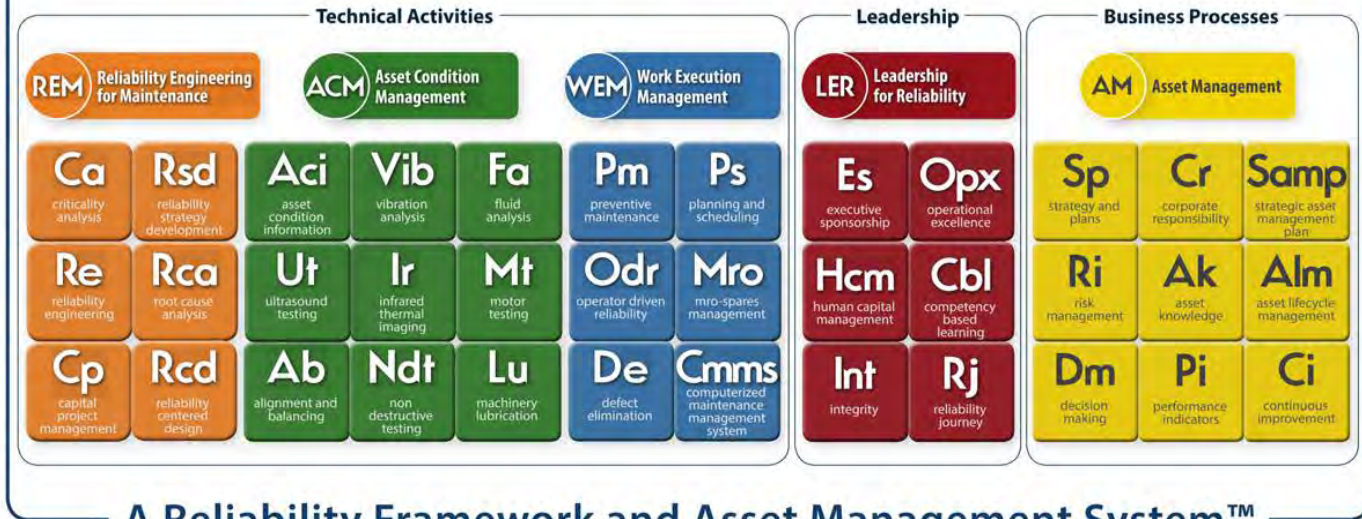 Technical Activities
Leadership
Business Processes
REM
Reliability Engineering
for Maintenance
ACM
Asset Condition
Management
WEM
Work Execution
Management
LER
Leadership
for Reliability
AM
Asset Management
Ca
criticality
analysis
Rsd
reliability
strategy
development
Re
reliability
engineering
Rca
root cause
analysis
Cp
capital
project
management
Rcd
reliability
centered
design
Aci
asset
condition
information
Vib
vibration
analysis
Fa
fluid
analysis
Ut
ultrasound
testing
Ir
infrared
thermal
imaging
Mt
motor
testing
Ab
alignment and
balancing
Ndt
non
destructive
testing
Lu
machinery
lubrication
Pm
preventive
maintenance
Ps
planning and
scheduling
Odr
operator driven
reliability
Mro
mro-spares
management
De
defect
elimination
Cmms
computerized
maintenance
management
system
Es
executive
sponsorship
Opx
operational
excellence
Hcm
human capital
management
Cbl
competency
based
learning
Int
integrity
Rj
reliability
journey
Sp
strategy and
plans
Cr
corporate
responsibility
Samp
strategic asset
management
plan
Ri
risk
management
Ak
asset
knowledge
Alm
asset lifecycle
management
Dm
decision
making
Pi
performance
indicators
Ci
continuous
improvement
A Reliability Framework and Asset Management System™